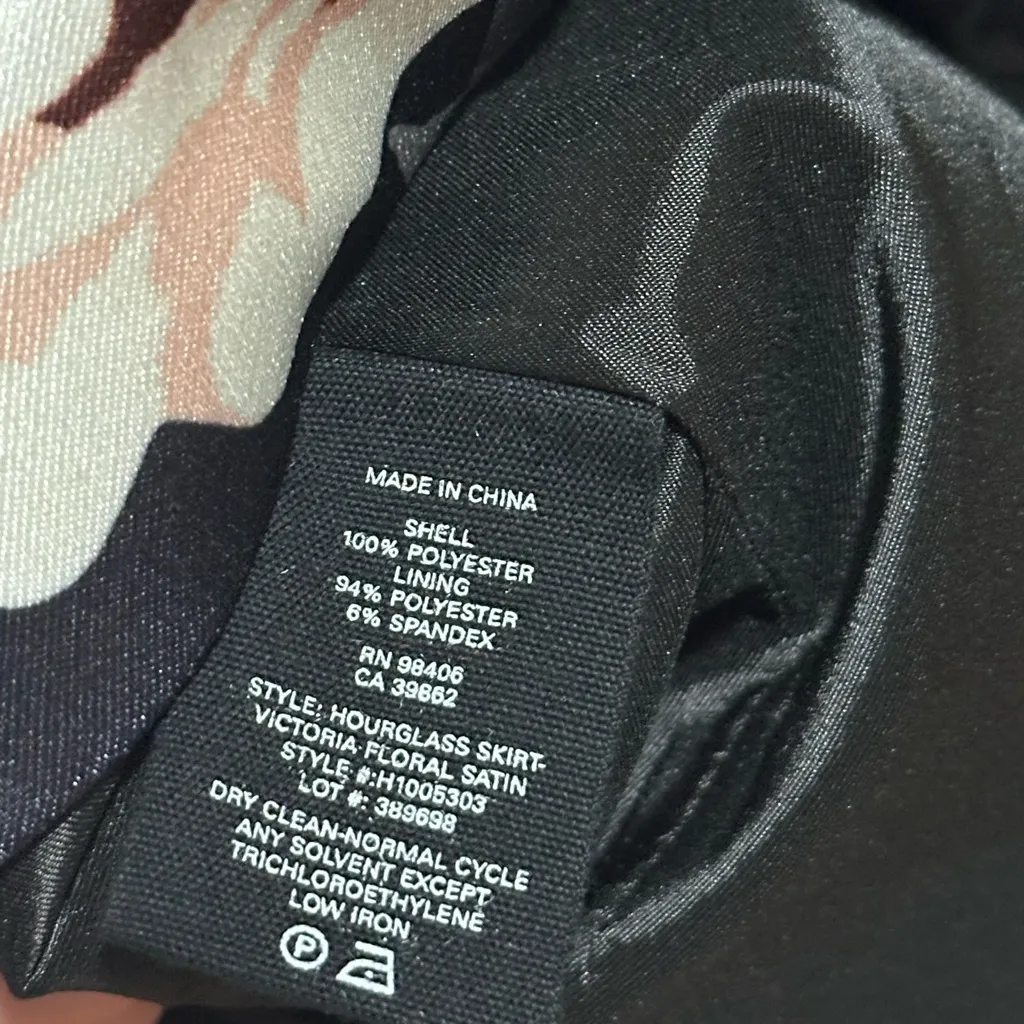 MADE IN CHINA
SHELL
100% POLYESTER
LINING
94% POLYESTER
6% SPANDEX
RN 98406
CA 39862
STYLE: HOURGLASS SKIRT-
VICTORIA FLORAL SATIN
STYLE #:H1005303
LOT #: 389698
DRY CLEAN-NORMAL CYCLE
ANY SOLVENT EXCEPT
TRICHLOROETHYLENE
LOW IRON
P